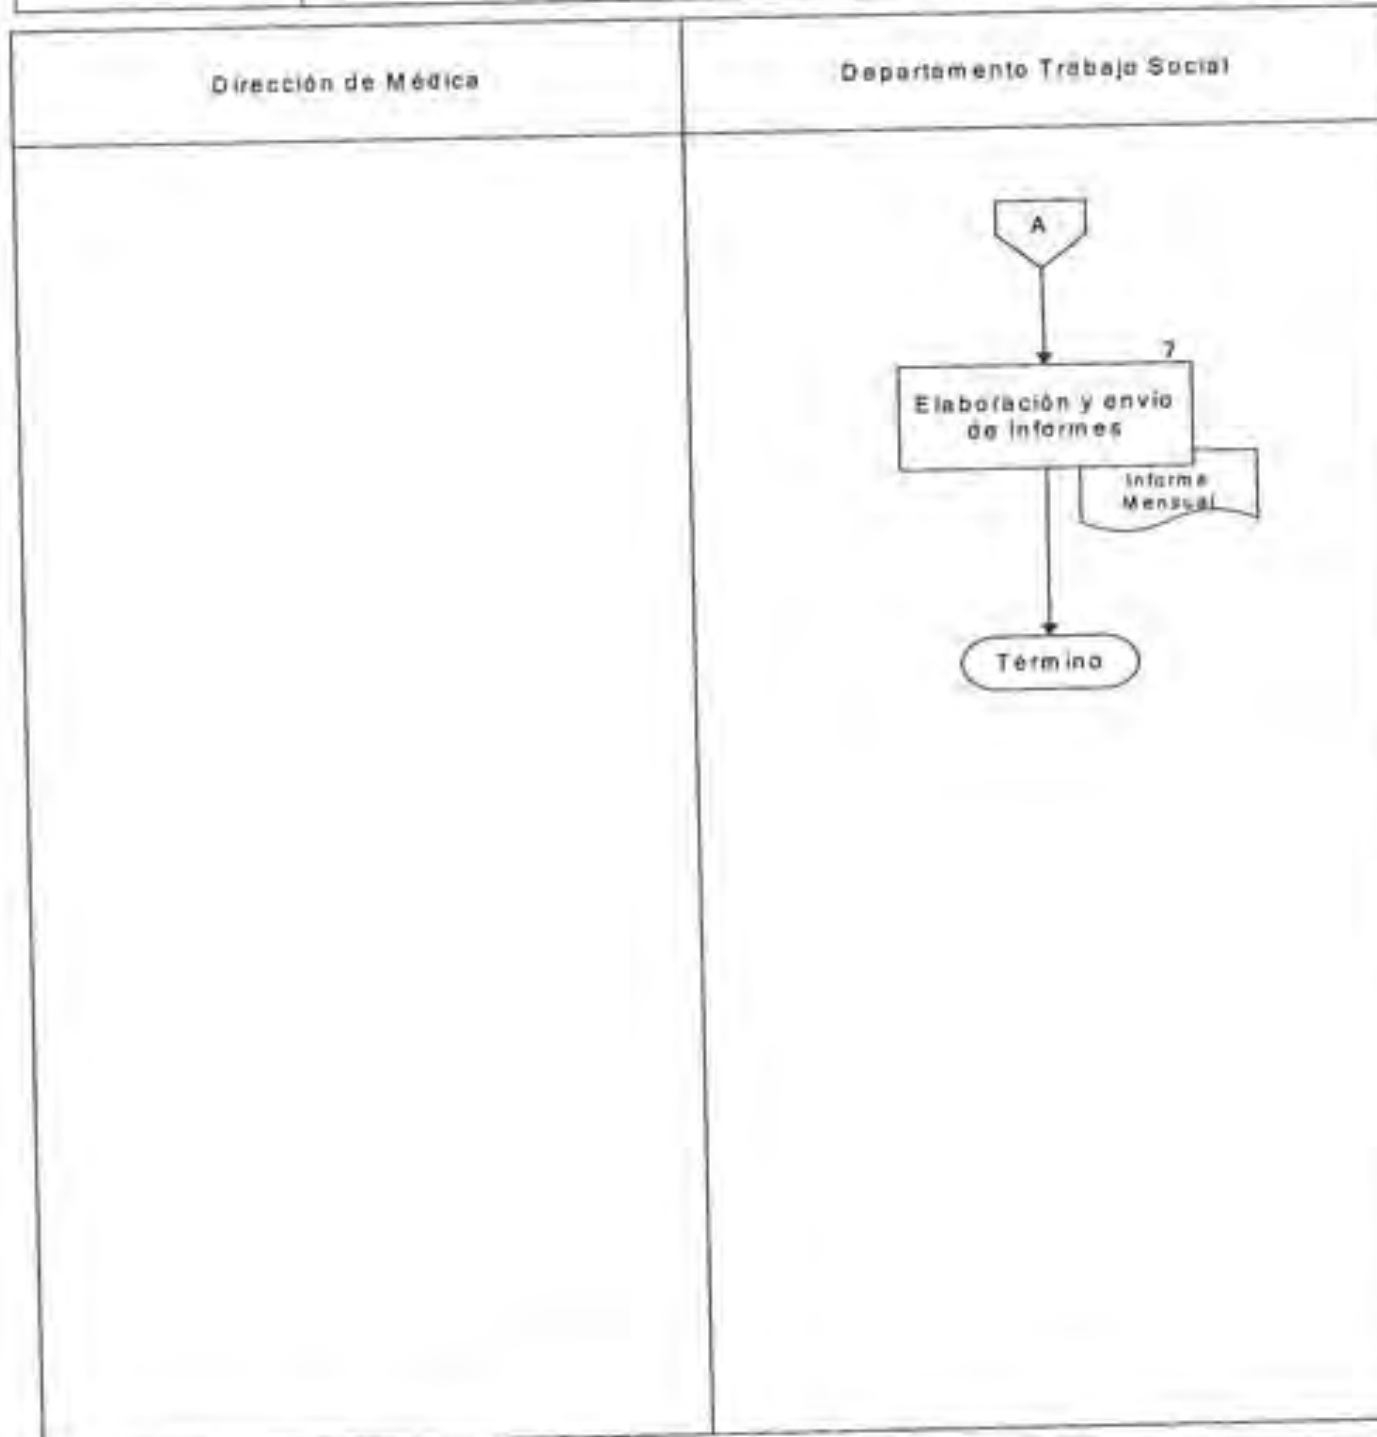 Dirección de Médica
Departamento Trabajo Social
A
7
Elaboración y envío
de Informes
Informe
Mensual
Término